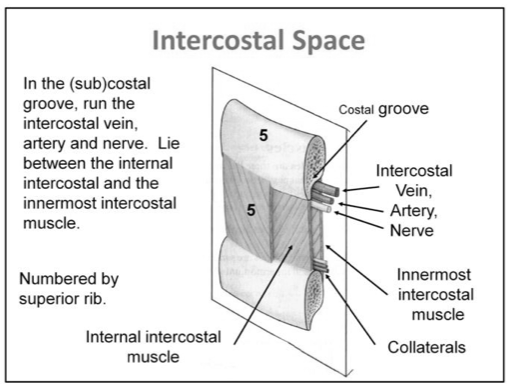 Intercostal Space
In the (sub)costal
groove, run the
intercostal vein,
artery and nerve. Lie
between the internal
intercostal and the
innermost intercostal
muscle.
Numbered by
superior rib.
5
5
Costal groove
Intercostal
Vein,
Artery,
Nerve
Innermost
intercostal
muscle
Collaterals
Internal intercostal
muscle